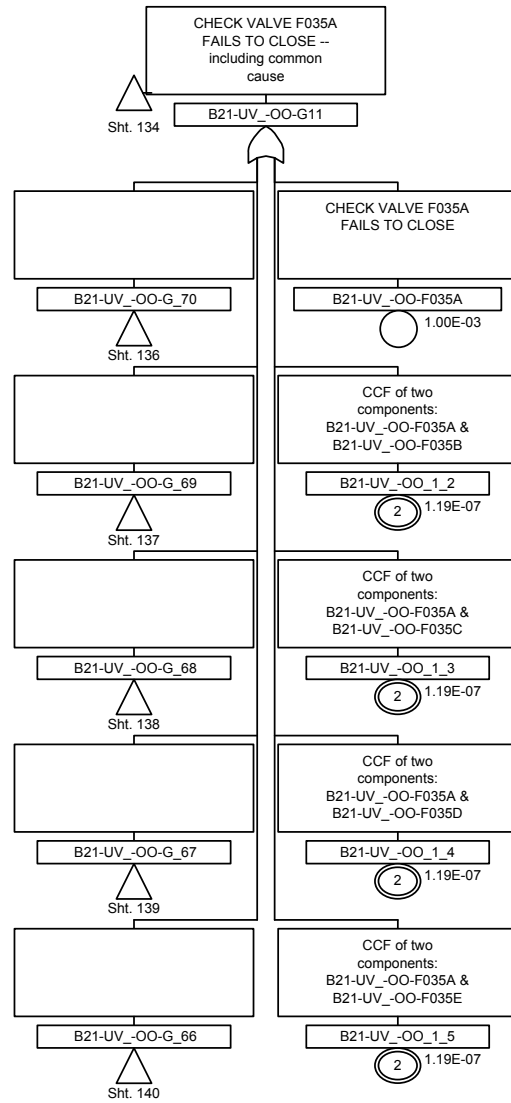 CHECK VALVE F035A
FAILS TO CLOSE --
including common
cause
Sht. 134
B21-UV_-OO-G11
B21-UV_-OO-G_70
Sht. 136
CHECK VALVE F035A
FAILS TO CLOSE
B21-UV_-OO-F035A
1.00E-03
B21-UV_-OO-G_69
Sht. 137
CCF of two
components:
B21-UV_-OO-F035A &
B21-UV_-OO-F035B
B21-UV_-OO_1_2
2
1.19E-07
B21-UV_-OO-G_68
Sht. 138
CCF of two
components:
B21-UV_-OO-F035A &
B21-UV_-OO-F035C
B21-UV_-OO_1_3
2
1.19E-07
B21-UV_-OO-G_67
Sht. 139
CCF of two
components:
B21-UV_-OO-F035A &
B21-UV_-OO-F035D
B21-UV_-OO_1_4
2
1.19E-07
B21-UV_-OO-G_66
Sht. 140
CCF of two
components:
B21-UV_-OO-F035A &
B21-UV_-OO-F035E
B21-UV_-OO_1_5
2
1.19E-07